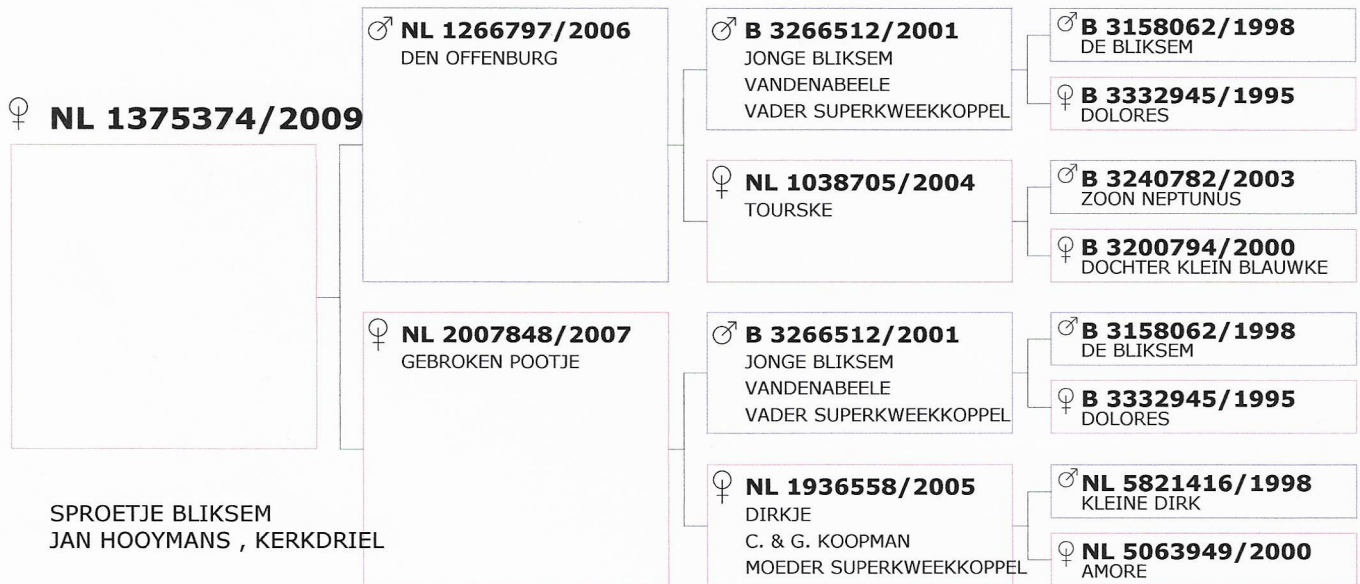 ♀ NL 1375374/2009
SPROETJE BLIKSEM
JAN HOOYMANS , KERKDRIEL
♂ NL 1266797/2006
DEN OFFENBURG
♀ NL 2007848/2007
GEBROKEN POOTJE
♂ B 3266512/2001
JONGE BLIKSEM
VANDENABEELE
VADER SUPERKWEEKKOPPEL
♀ NL 1038705/2004
TOURSKE
♂ B 3266512/2001
JONGE BLIKSEM
VANDENABEELE
VADER SUPERKWEEKKOPPEL
♀ NL 1936558/2005
DIRKJE
C. & G. KOOPMAN
MOEDER SUPERKWEEKKOPPEL
♂ B 3158062/1998
DE BLIKSEM
♀ B 3332945/1995
DOLORES
♂ B 3240782/2003
ZOON NEPTUNUS
♀ B 3200794/2000
DOCHTER KLEIN BLAUWKE
♂ B 3158062/1998
DE BLIKSEM
♀ B 3332945/1995
DOLORES
♂ NL 5821416/1998
KLEINE DIRK
♀ NL 5063949/2000
AMORE